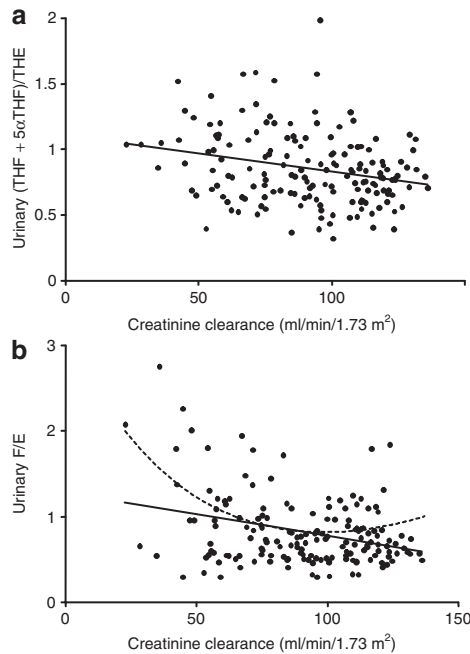 a
2
1.5
1
0.5
0
0
50
100
Urinary (THF + 5αTHF)/THE
Creatinine clearance (ml/min/1.73 m²)
b
3
2
1
0
0
50
100
150
Urinary F/E
Creatinine clearance (ml/min/1.73 m²)